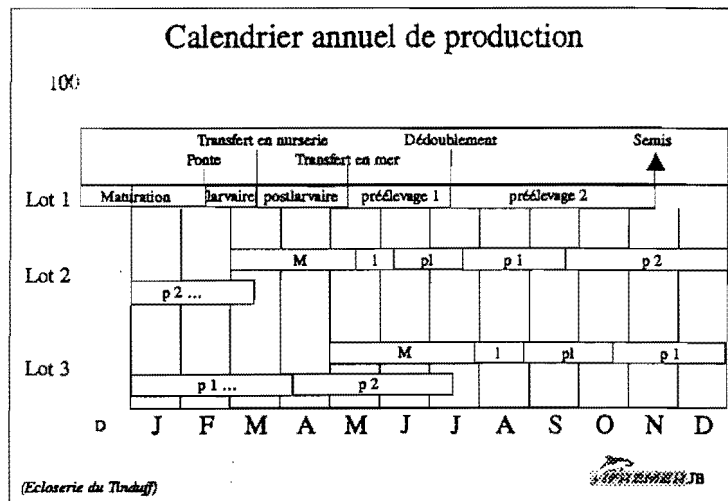 Calendrier annuel de production
100
Transfert en nurserie Dédoublement Semis
Ponte Transfert en mer
Lot 1 Maturation larvaire postlarvaire préélevage 1 préélevage 2
M l pl p 1 p 2
Lot 2
p 2 ...
M l pl p 1
Lot 3
p 1 ... p 2
D J F M A M J J A S O N D
(Ecloserie du Tinduff) JB